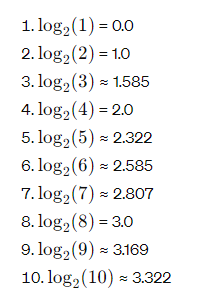 1. log₂(1) = 0.0
2. log₂(2) = 1.0
3. log₂(3) ≈ 1.585
4. log₂(4) = 2.0
5. log₂(5) ≈ 2.322
6. log₂(6) ≈ 2.585
7. log₂(7) ≈ 2.807
8. log₂(8) = 3.0
9. log₂(9) ≈ 3.169
10. log₂(10) ≈ 3.322